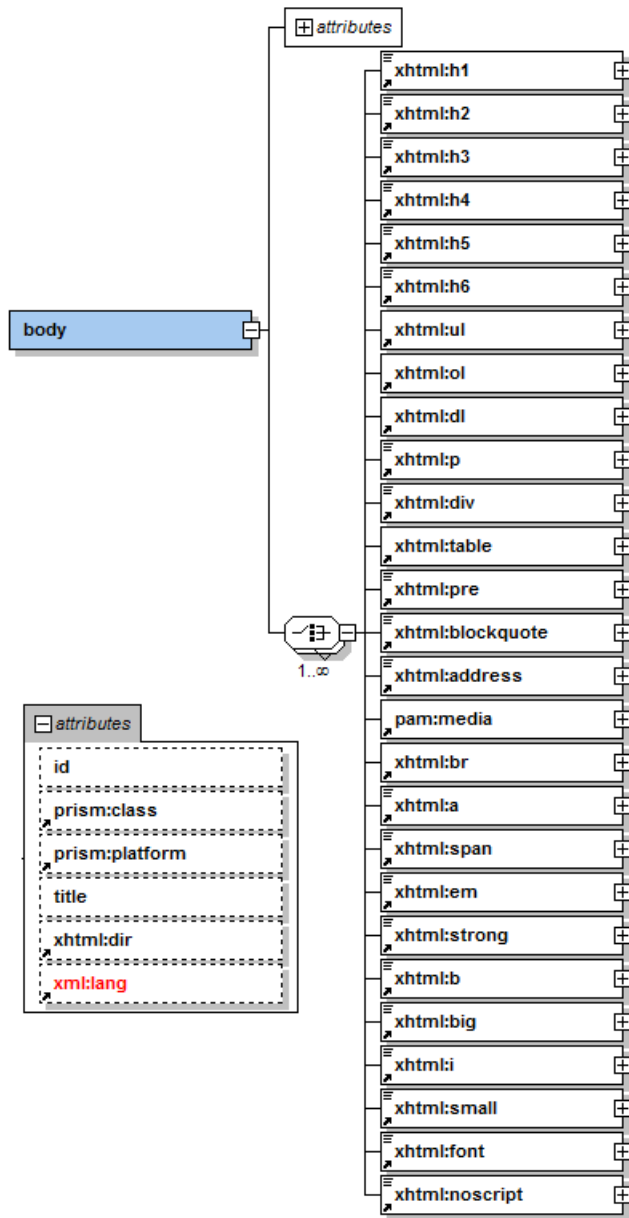 attributes
xhtml:h1
xhtml:h2
xhtml:h3
xhtml:h4
xhtml:h5
xhtml:h6
body
xhtml:ul
xhtml:ol
xhtml:dl
xhtml:p
xhtml:div
xhtml:table
xhtml:pre
xhtml:blockquote
1..∞
xhtml:address
pam:media
xhtml:br
xhtml:a
xhtml:span
xhtml:em
xhtml:strong
xhtml:b
xhtml:big
xhtml:i
xhtml:small
xhtml:font
xhtml:noscript
attributes
id
prism:class
prism:platform
title
xhtml:dir
xml:lang